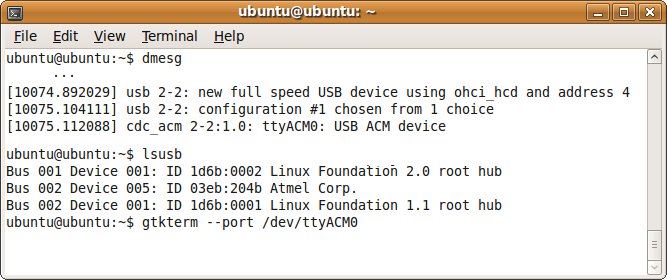 ubuntu@ubuntu: ~
File Edit View Terminal Help
ubuntu@ubuntu:~$ dmesg
...
[10074.892029] usb 2-2: new full speed USB device using ohci_hcd and address 4
[10075.104111] usb 2-2: configuration #1 chosen from 1 choice
[10075.112088] cdc_acm 2-2:1.0: ttyACM0: USB ACM device
ubuntu@ubuntu:~$ lsusb
Bus 001 Device 001: ID 1d6b:0002 Linux Foundation 2.0 root hub
Bus 002 Device 005: ID 03eb:204b Atmel Corp.
Bus 002 Device 001: ID 1d6b:0001 Linux Foundation 1.1 root hub
ubuntu@ubuntu:~$ gtkterm --port /dev/ttyACM0